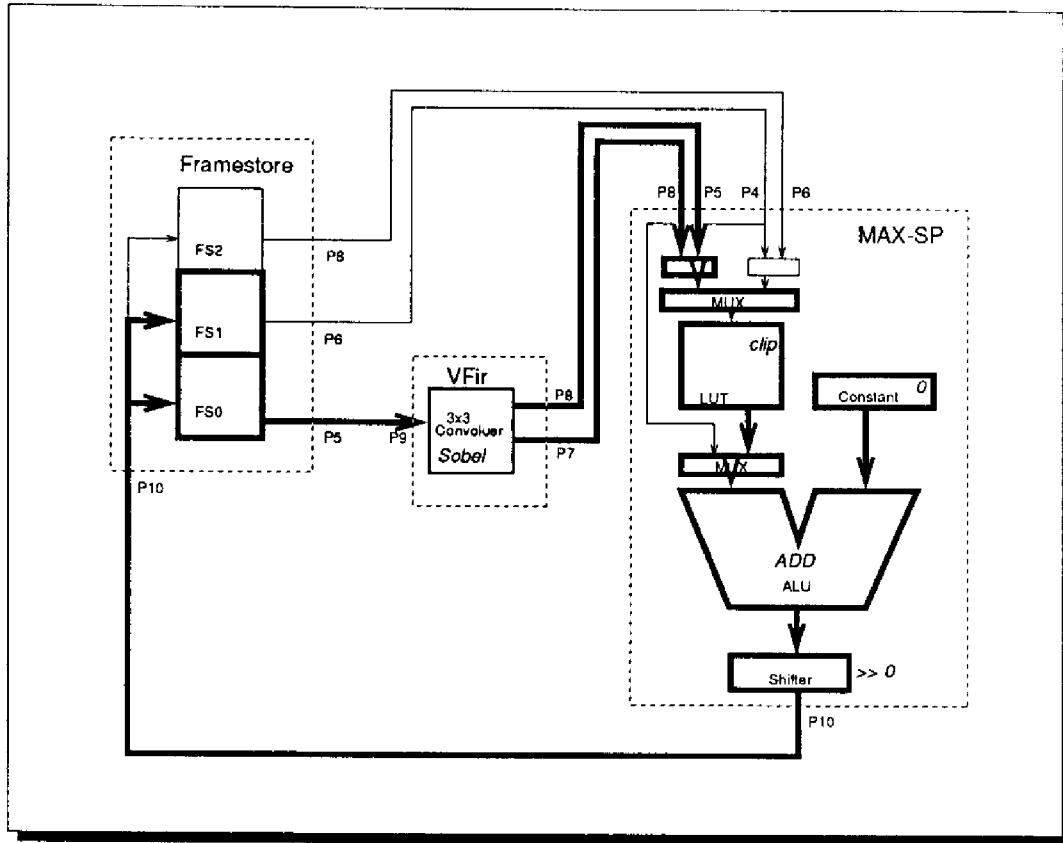 Framestore
FS2
FS1
FS0
P8
P6
P5
P10
VFir
P9
3x3
Convoluer
Sobel
P8
P7
P8
P5
P4
P6
MAX-SP
MUX
clip
LUT
0
Constant
MUX
ADD
ALU
Shifter
>> 0
P10